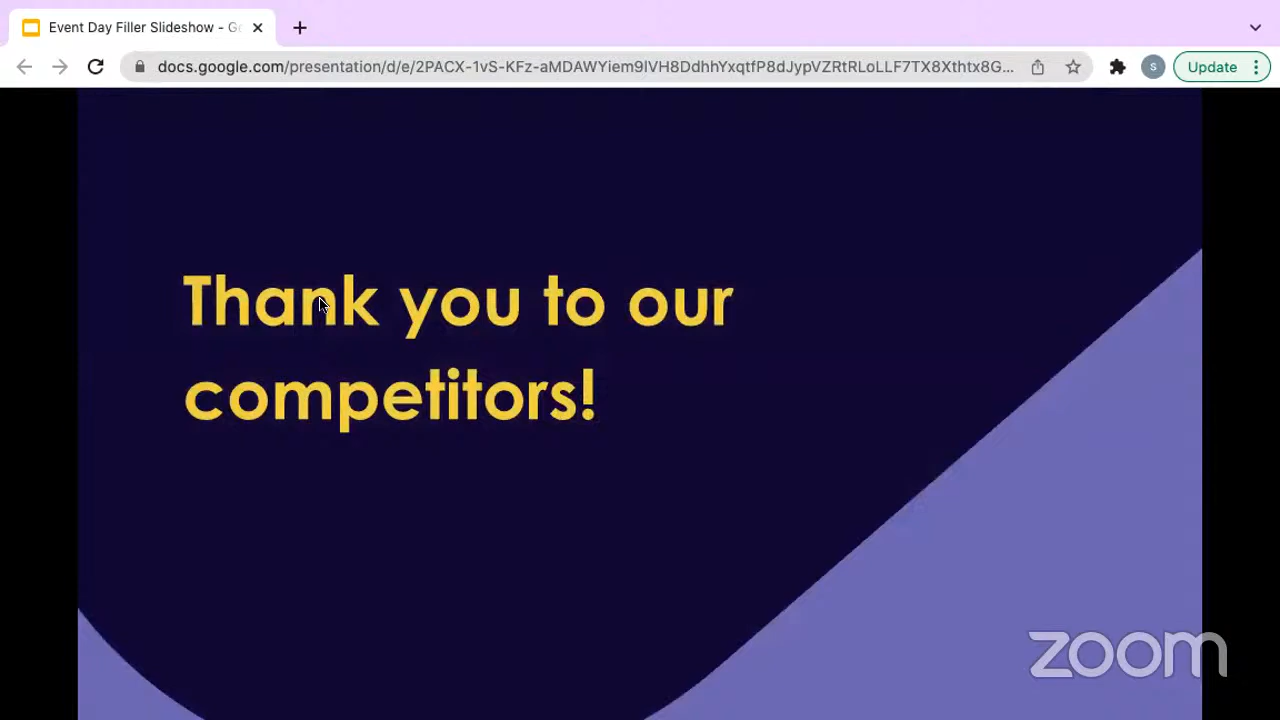 Event Day Filler Slideshow - Go
docs.google.com/presentation/d/e/2PACX-1vS-KFz-aMDAWYiem9lVH8DdhhYxqtfP8dJypVZRtRLoLLF7TX8Xthtx8G...
S
Update
Thank you to our
competitors!
zoom